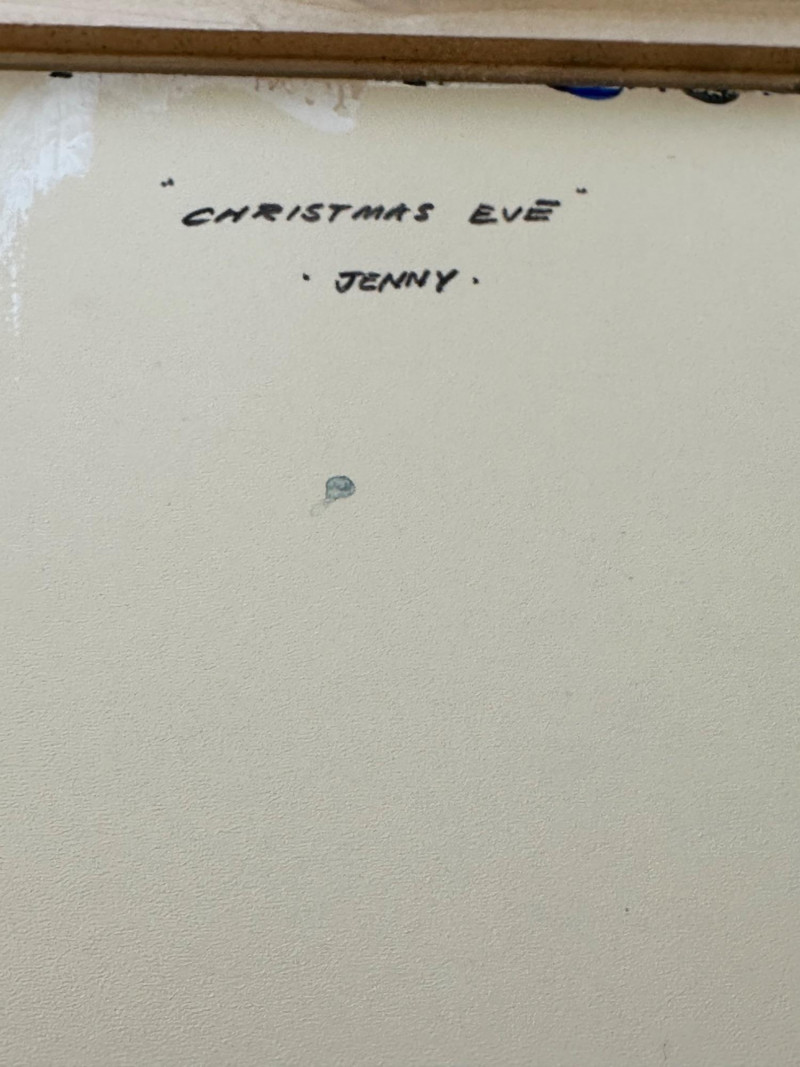 "CHRISTMAS EVE"
· JENNY ·